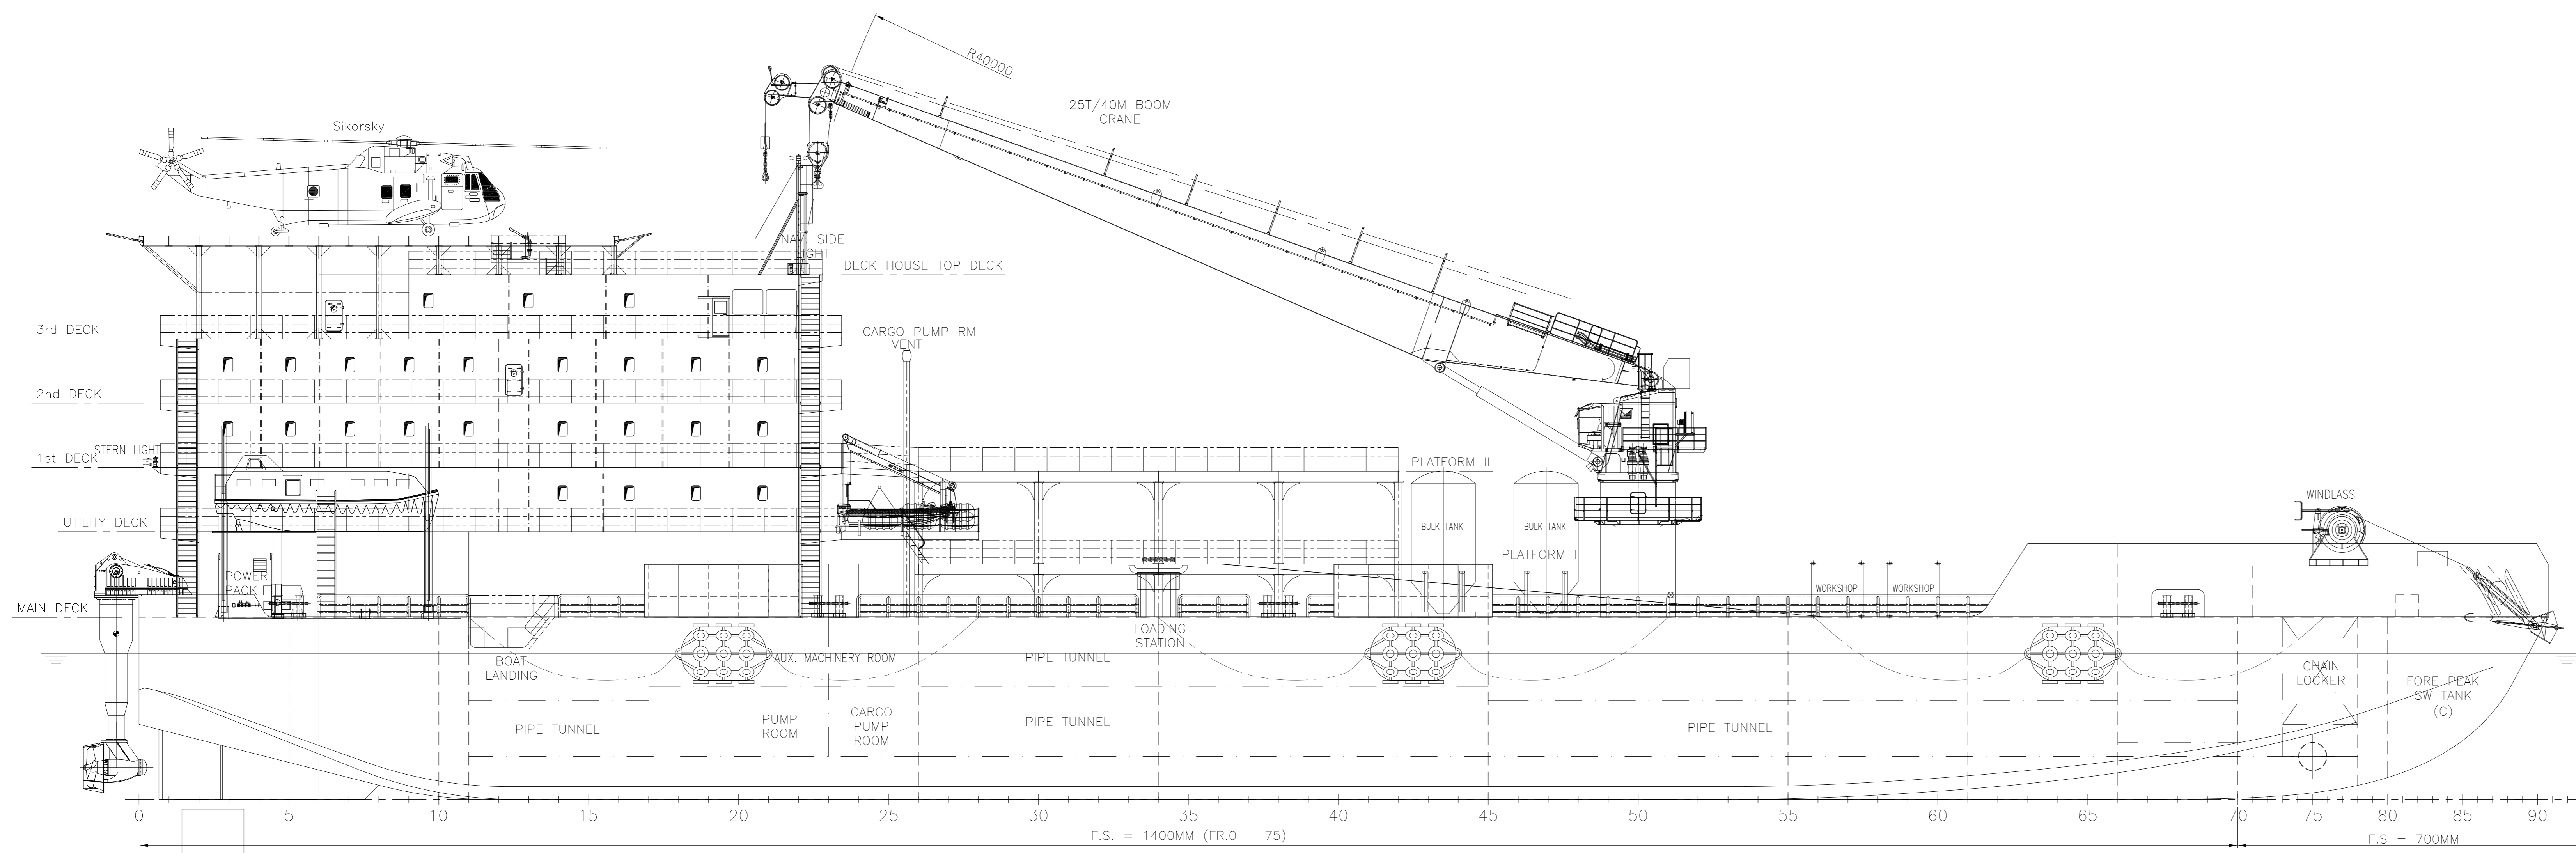 R40000
25T/40M BOOM
CRANE
Sikorsky
NAV. SIDE
LIGHT
DECK HOUSE TOP DECK
3rd DECK
CARGO PUMP RM
VENT
2nd DECK
STERN LIGHT
1st DECK
PLATFORM II
WINDLASS
UTILITY DECK
BULK TANK
BULK TANK
PLATFORM I
POWER
PACK
WORKSHOP
WORKSHOP
MAIN DECK
LOADING
STATION
BOAT
LANDING
AUX. MACHINERY ROOM
PIPE TUNNEL
CHAIN
LOCKER
FORE PEAK
SW TANK
(C)
PIPE TUNNEL
PUMP
ROOM
CARGO
PUMP
ROOM
PIPE TUNNEL
PIPE TUNNEL
0 5 10 15 20 25 30 35 40 45 50 55 60 65 70 75 80 85 90
F.S. = 1400MM (FR.0 - 75)
F.S = 700MM